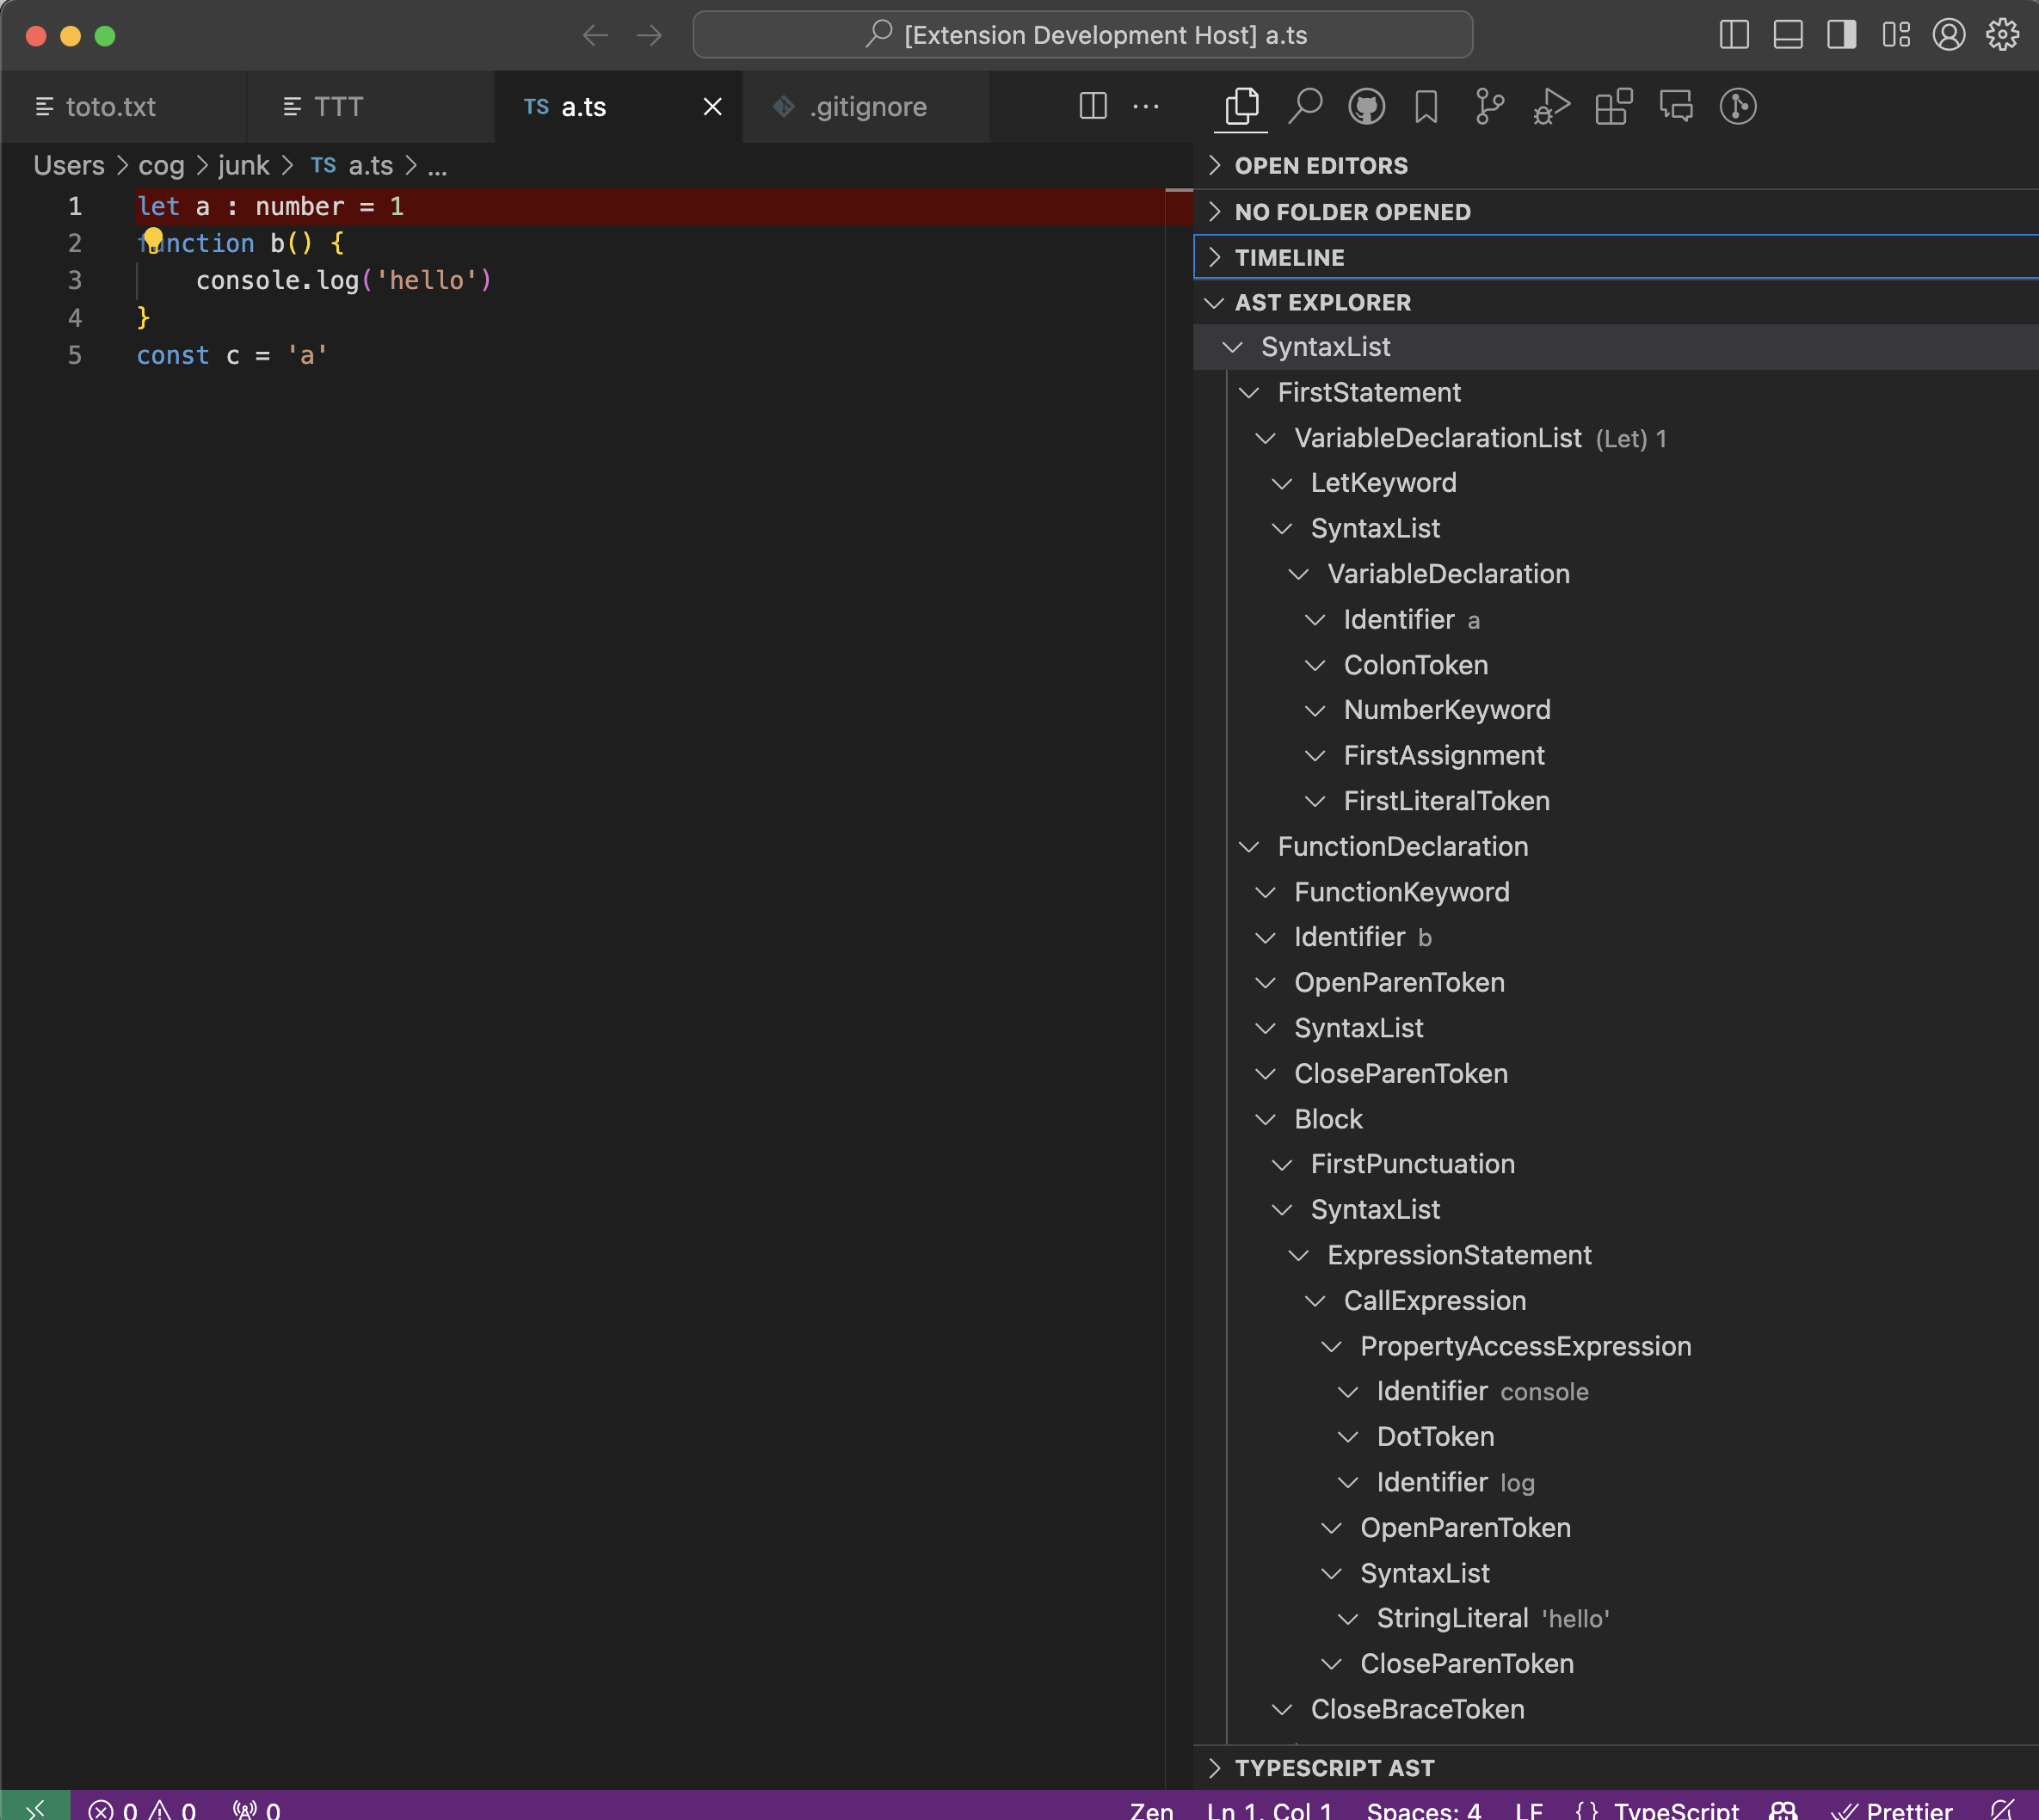 [Extension Development Host] a.ts
toto.txt TTT TS a.ts .gitignore
Users > cog > junk > TS a.ts > ...
1 let a : number = 1
2 function b() {
3 console.log('hello')
4 }
5 const c = 'a'
OPEN EDITORS
NO FOLDER OPENED
TIMELINE
AST EXPLORER
SyntaxList
FirstStatement
VariableDeclarationList (Let) 1
LetKeyword
SyntaxList
VariableDeclaration
Identifier a
ColonToken
NumberKeyword
FirstAssignment
FirstLiteralToken
FunctionDeclaration
FunctionKeyword
Identifier b
OpenParenToken
SyntaxList
CloseParenToken
Block
FirstPunctuation
SyntaxList
ExpressionStatement
CallExpression
PropertyAccessExpression
Identifier console
DotToken
Identifier log
OpenParenToken
SyntaxList
StringLiteral 'hello'
CloseParenToken
CloseBraceToken
TYPESCRIPT AST
0 0 0 Zen Ln 1, Col 1 Spaces: 4 LF {} TypeScript Prettier